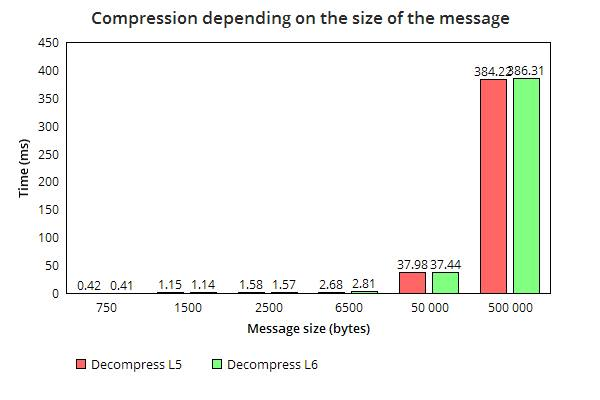 Compression depending on the size of the message
450
400
350
300
250
200
150
100
50
0
Time (ms)
0.42 0.41 1.15 1.14 1.58 1.57 2.68 2.81 37.98 37.44 384.22 386.31
750 1500 2500 6500 50 000 500 000
Message size (bytes)
Decompress L5 Decompress L6